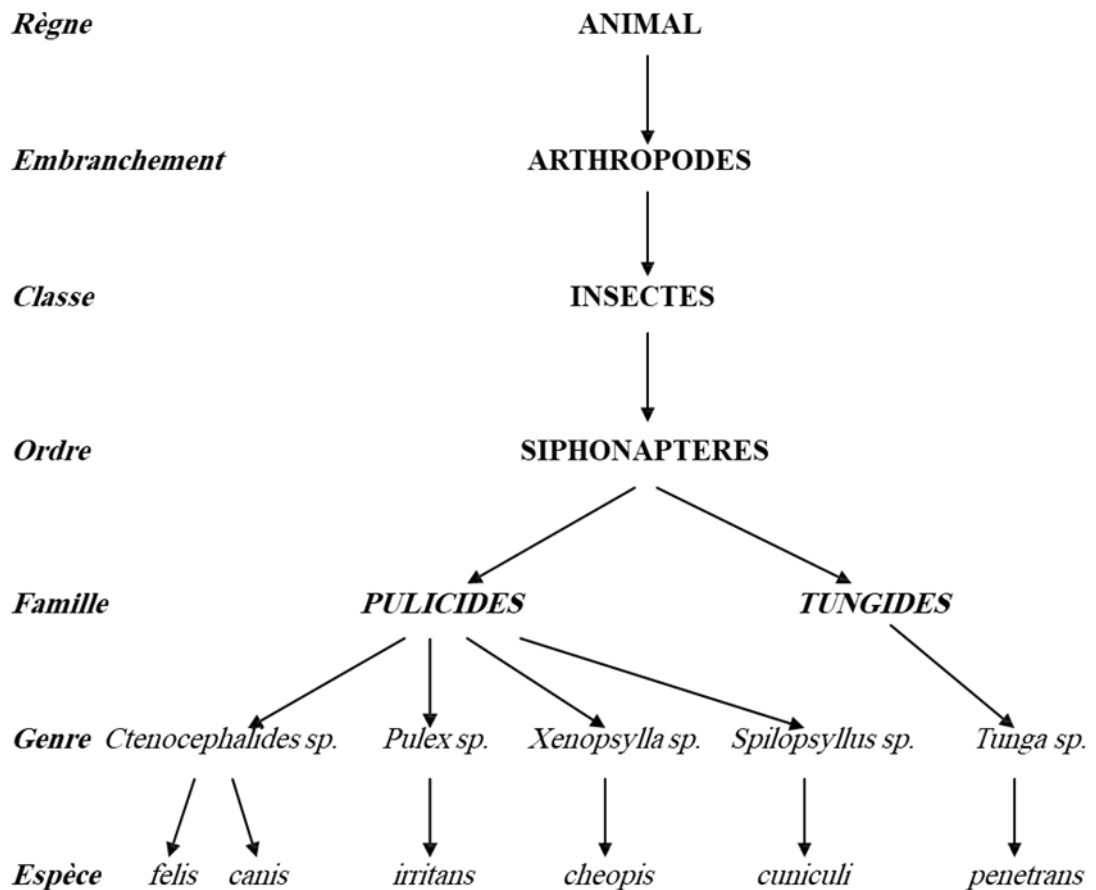 Règne ANIMAL
Embranchement ARTHROPODES
Classe INSECTES
Ordre SIPHONAPTERES
Famille PULICIDES TUNGIDES
Genre Ctenocephalides sp. Pulex sp. Xenopsylla sp. Spilopsyllus sp. Tunga sp.
Espèce felis canis irritans cheopis cuniculi penetrans